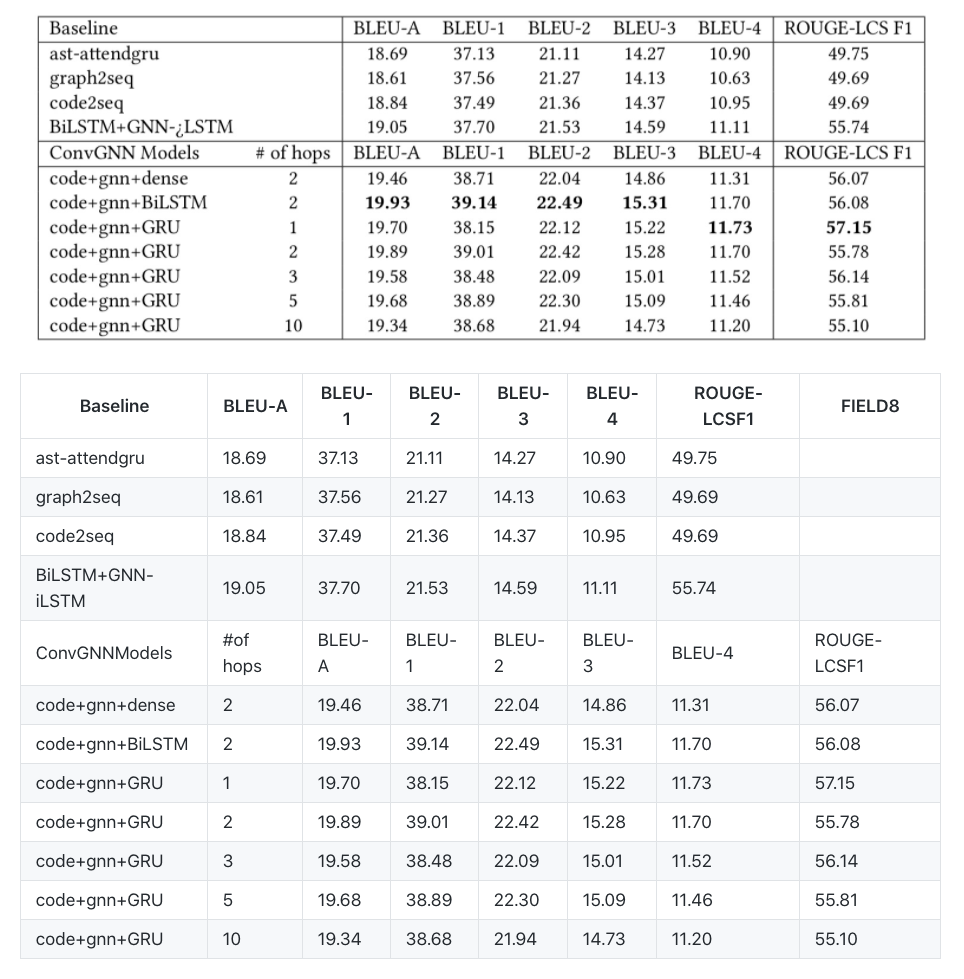 Baseline BLEU-A BLEU-1 BLEU-2 BLEU-3 BLEU-4 ROUGE-LCS F1
ast-attendgru 18.69 37.13 21.11 14.27 10.90 49.75
graph2seq 18.61 37.56 21.27 14.13 10.63 49.69
code2seq 18.84 37.49 21.36 14.37 10.95 49.69
BiLSTM+GNN-¿LSTM 19.05 37.70 21.53 14.59 11.11 55.74
ConvGNN Models # of hops BLEU-A BLEU-1 BLEU-2 BLEU-3 BLEU-4 ROUGE-LCS F1
code+gnn+dense 2 19.46 38.71 22.04 14.86 11.31 56.07
code+gnn+BiLSTM 2 19.93 39.14 22.49 15.31 11.70 56.08
code+gnn+GRU 1 19.70 38.15 22.12 15.22 11.73 57.15
code+gnn+GRU 2 19.89 39.01 22.42 15.28 11.70 55.78
code+gnn+GRU 3 19.58 38.48 22.09 15.01 11.52 56.14
code+gnn+GRU 5 19.68 38.89 22.30 15.09 11.46 55.81
code+gnn+GRU 10 19.34 38.68 21.94 14.73 11.20 55.10
Baseline BLEU-A BLEU-1 BLEU-2 BLEU-3 BLEU-4 ROUGE-LCSF1 FIELD8
ast-attendgru 18.69 37.13 21.11 14.27 10.90 49.75
graph2seq 18.61 37.56 21.27 14.13 10.63 49.69
code2seq 18.84 37.49 21.36 14.37 10.95 49.69
BiLSTM+GNN-iLSTM 19.05 37.70 21.53 14.59 11.11 55.74
ConvGNNModels #of hops BLEU-A BLEU-1 BLEU-2 BLEU-3 BLEU-4 ROUGE-LCSF1
code+gnn+dense 2 19.46 38.71 22.04 14.86 11.31 56.07
code+gnn+BiLSTM 2 19.93 39.14 22.49 15.31 11.70 56.08
code+gnn+GRU 1 19.70 38.15 22.12 15.22 11.73 57.15
code+gnn+GRU 2 19.89 39.01 22.42 15.28 11.70 55.78
code+gnn+GRU 3 19.58 38.48 22.09 15.01 11.52 56.14
code+gnn+GRU 5 19.68 38.89 22.30 15.09 11.46 55.81
code+gnn+GRU 10 19.34 38.68 21.94 14.73 11.20 55.10